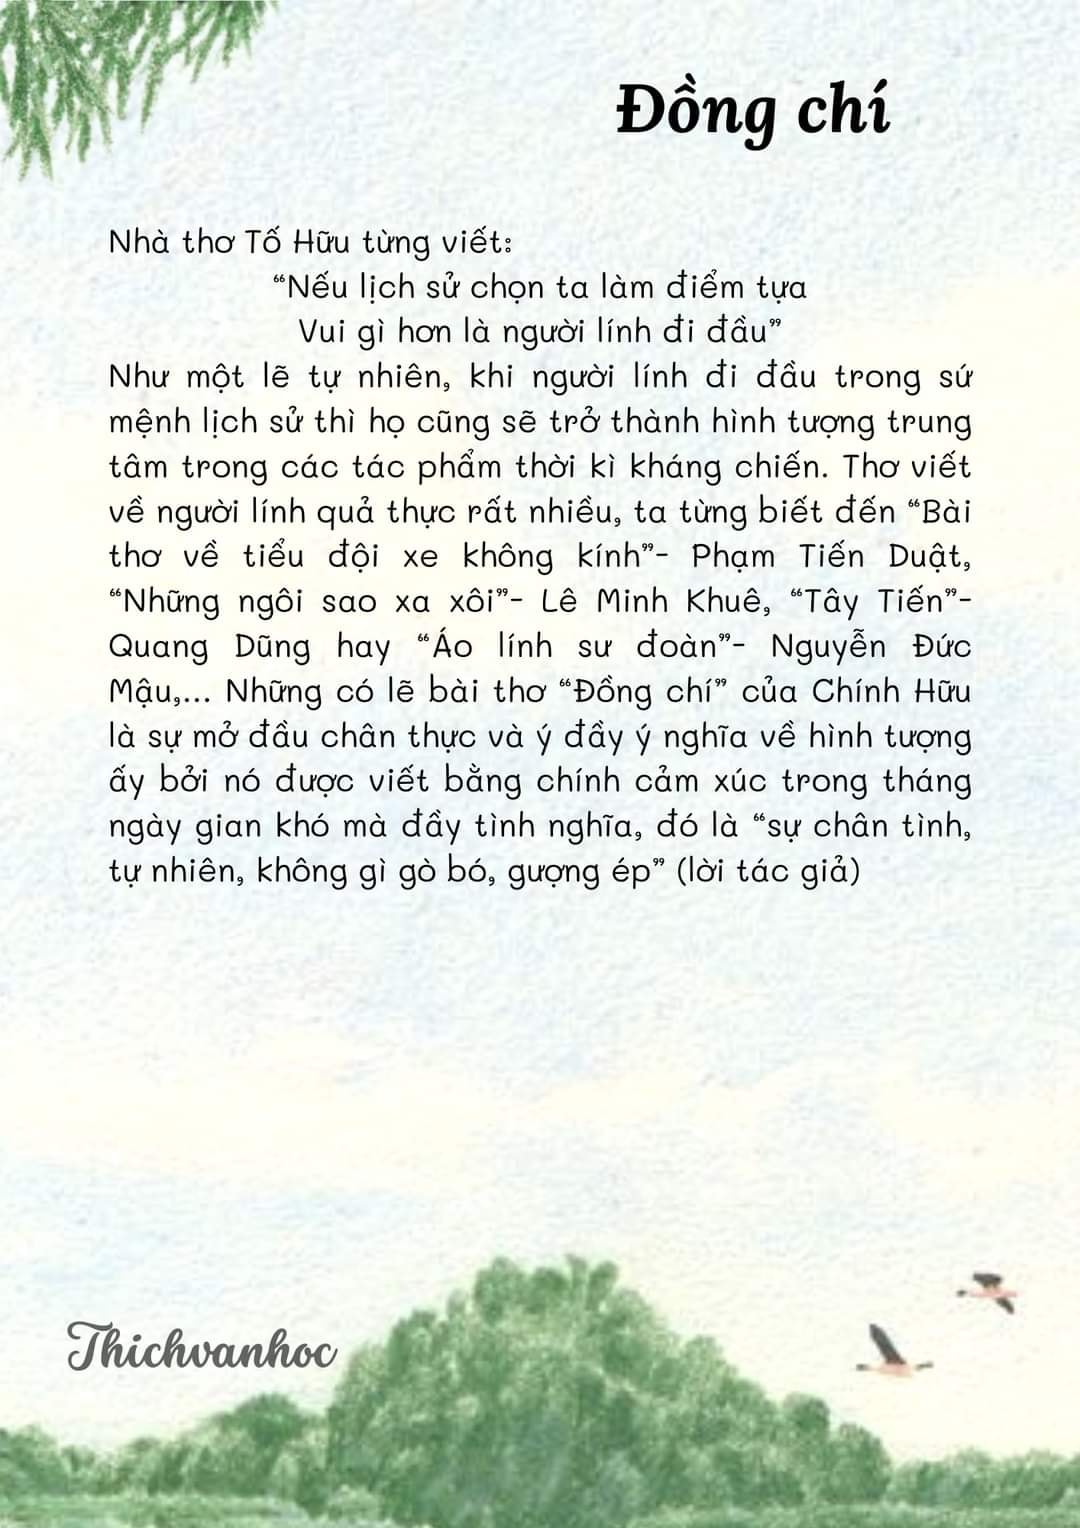 Đồng chí
Nhà thơ Tố Hữu từng viết:
“Nếu lịch sử chọn ta làm điểm tựa
Vui gì hơn là người lính đi đầu”
Như một lẽ tự nhiên, khi người lính đi đầu trong sứ
mệnh lịch sử thì họ cũng sẽ trở thành hình tượng trung
tâm trong các tác phẩm thời kì kháng chiến. Thơ viết
về người lính quả thực rất nhiều, ta từng biết đến “Bài
thơ về tiểu đội xe không kính”- Phạm Tiến Duật,
“Những ngôi sao xa xôi”- Lê Minh Khuê, “Tây Tiến”-
Quang Dũng hay “Áo lính sư đoàn”- Nguyễn Đức
Mậu,... Những có lẽ bài thơ “Đồng chí” của Chính Hữu
là sự mở đầu chân thực và ý đầy ý nghĩa về hình tượng
ấy bởi nó được viết bằng chính cảm xúc trong tháng
ngày gian khó mà đầy tình nghĩa, đó là “sự chân tình,
tự nhiên, không gì gò bó, gượng ép” (lời tác giả)
Thichvanhoc